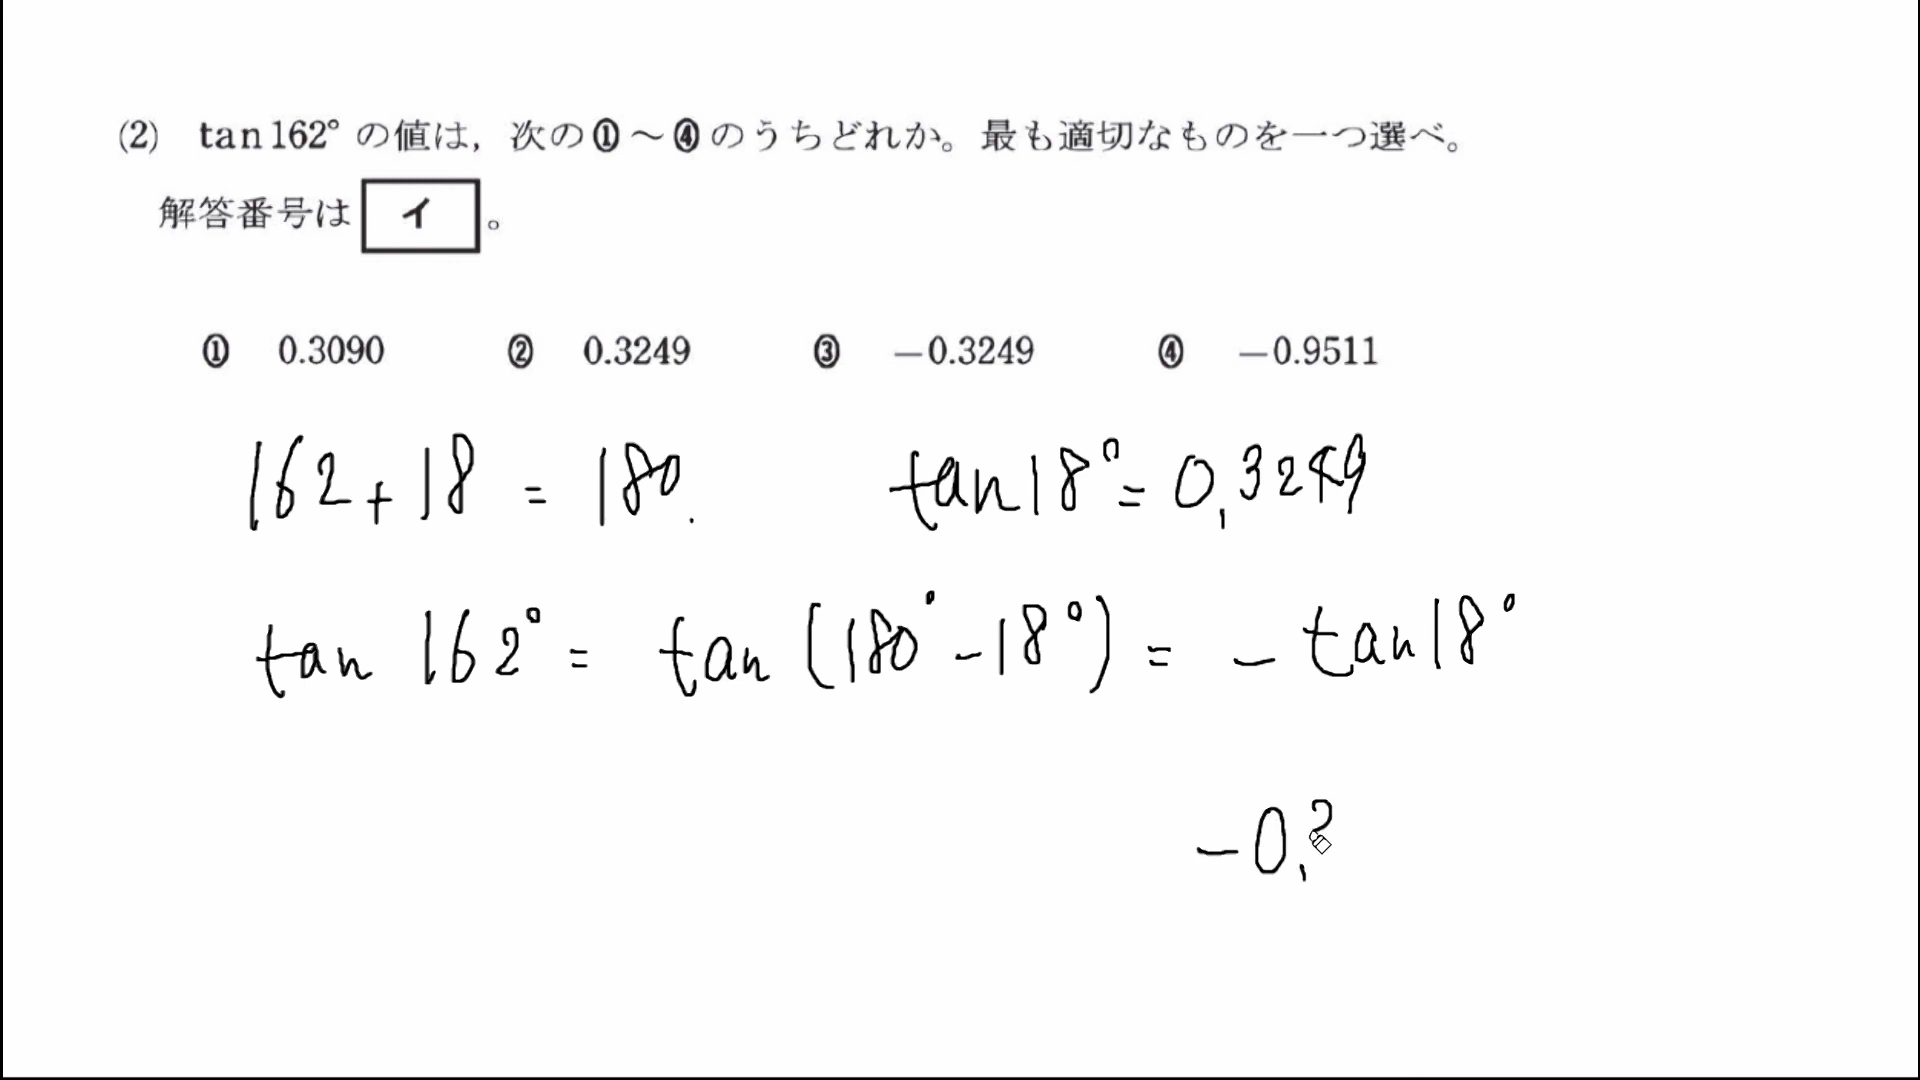 (2) tan 162° の値は，次の①～④のうちどれか。最も適切なものを一つ選べ。
解答番号は イ 。
① 0.3090 ② 0.3249 ③ －0.3249 ④ －0.9511
162+18 = 180. tan18°= 0,3249
tan 162° = tan (180°-18°) = - tan18°
-0,3